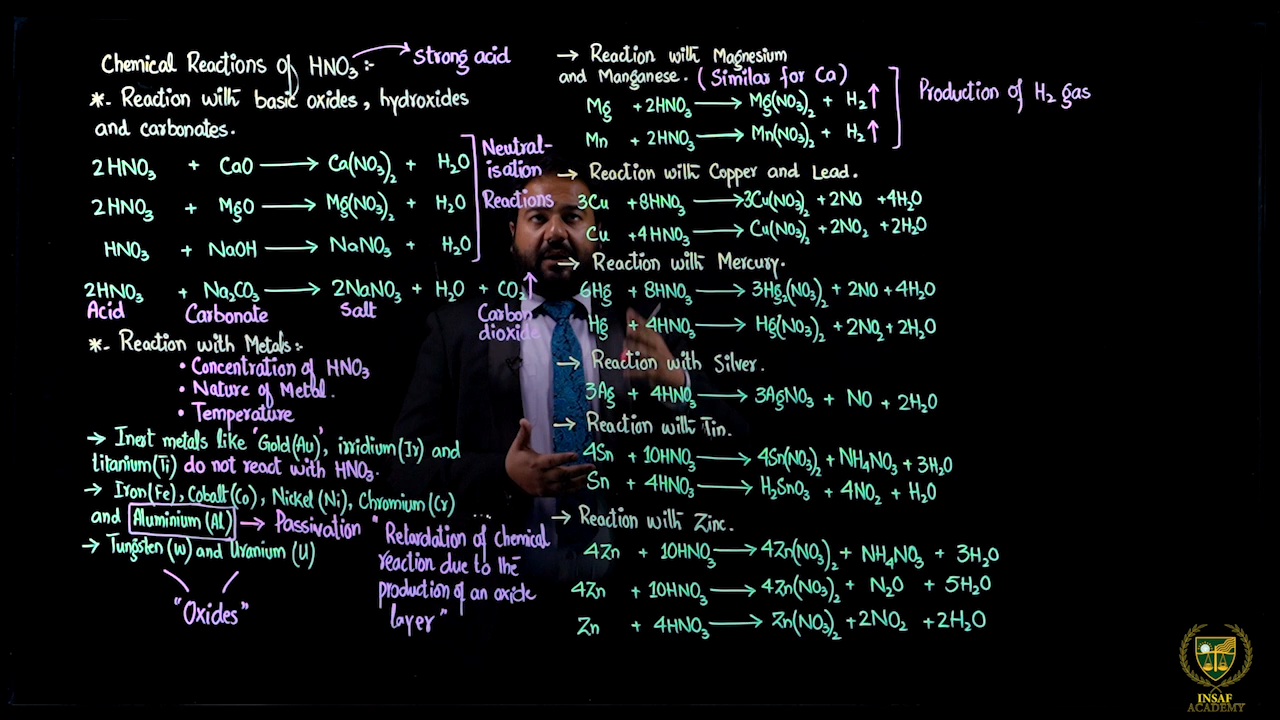 Chemical Reactions of HNO₃ :- → Strong acid
*- Reaction with basic oxides, hydroxides
and carbonates.
2HNO₃ + CaO → Ca(NO₃)₂ + H₂O
2HNO₃ + MgO → Mg(NO₃)₂ + H₂O
HNO₃ + NaOH → NaNO₃ + H₂O
Neutral-
isation
Reactions
2HNO₃ + Na₂CO₃ → 2NaNO₃ + H₂O + CO₂ ↑
Acid Carbonate Salt Carbon
dioxide
*- Reaction with Metals:-
• Concentration of HNO₃
• Nature of Metal.
• Temperature
→ Inert metals like 'Gold(Au)', irridium(Ir) and
titanium(Ti) do not react with HNO₃.
→ Iron(Fe), Cobalt(Co), Nickel(Ni), Chromium(Cr)
and Aluminium (Al) → Passivation
"Retardation of chemical
reaction due to the
production of an oxide
layer"
→ Tungsten (W) and Uranium (U)
"Oxides"
→ Reaction with Magnesium
and Manganese. (Similar for Ca)
Mg + 2HNO₃ → Mg(NO₃)₂ + H₂ ↑
Mn + 2HNO₃ → Mn(NO₃)₂ + H₂ ↑
Production of H₂ gas
→ Reaction with Copper and Lead.
3Cu + 8HNO₃ → 3Cu(NO₃)₂ + 2NO + 4H₂O
Cu + 4HNO₃ → Cu(NO₃)₂ + 2NO₂ + 2H₂O
→ Reaction with Mercury.
6Hg + 8HNO₃ → 3Hg₂(NO₃)₂ + 2NO + 4H₂O
Hg + 4HNO₃ → Hg(NO₃)₂ + 2NO₂ + 2H₂O
→ Reaction with Silver.
3Ag + 4HNO₃ → 3AgNO₃ + NO + 2H₂O
→ Reaction with Tin.
4Sn + 10HNO₃ → 4Sn(NO₃)₂ + NH₄NO₃ + 3H₂O
Sn + 4HNO₃ → H₂SnO₃ + 4NO₂ + H₂O
→ Reaction with Zinc.
4Zn + 10HNO₃ → 4Zn(NO₃)₂ + NH₄NO₃ + 3H₂O
4Zn + 10HNO₃ → 4Zn(NO₃)₂ + N₂O + 5H₂O
Zn + 4HNO₃ → Zn(NO₃)₂ + 2NO₂ + 2H₂O
INSAF
ACADEMY